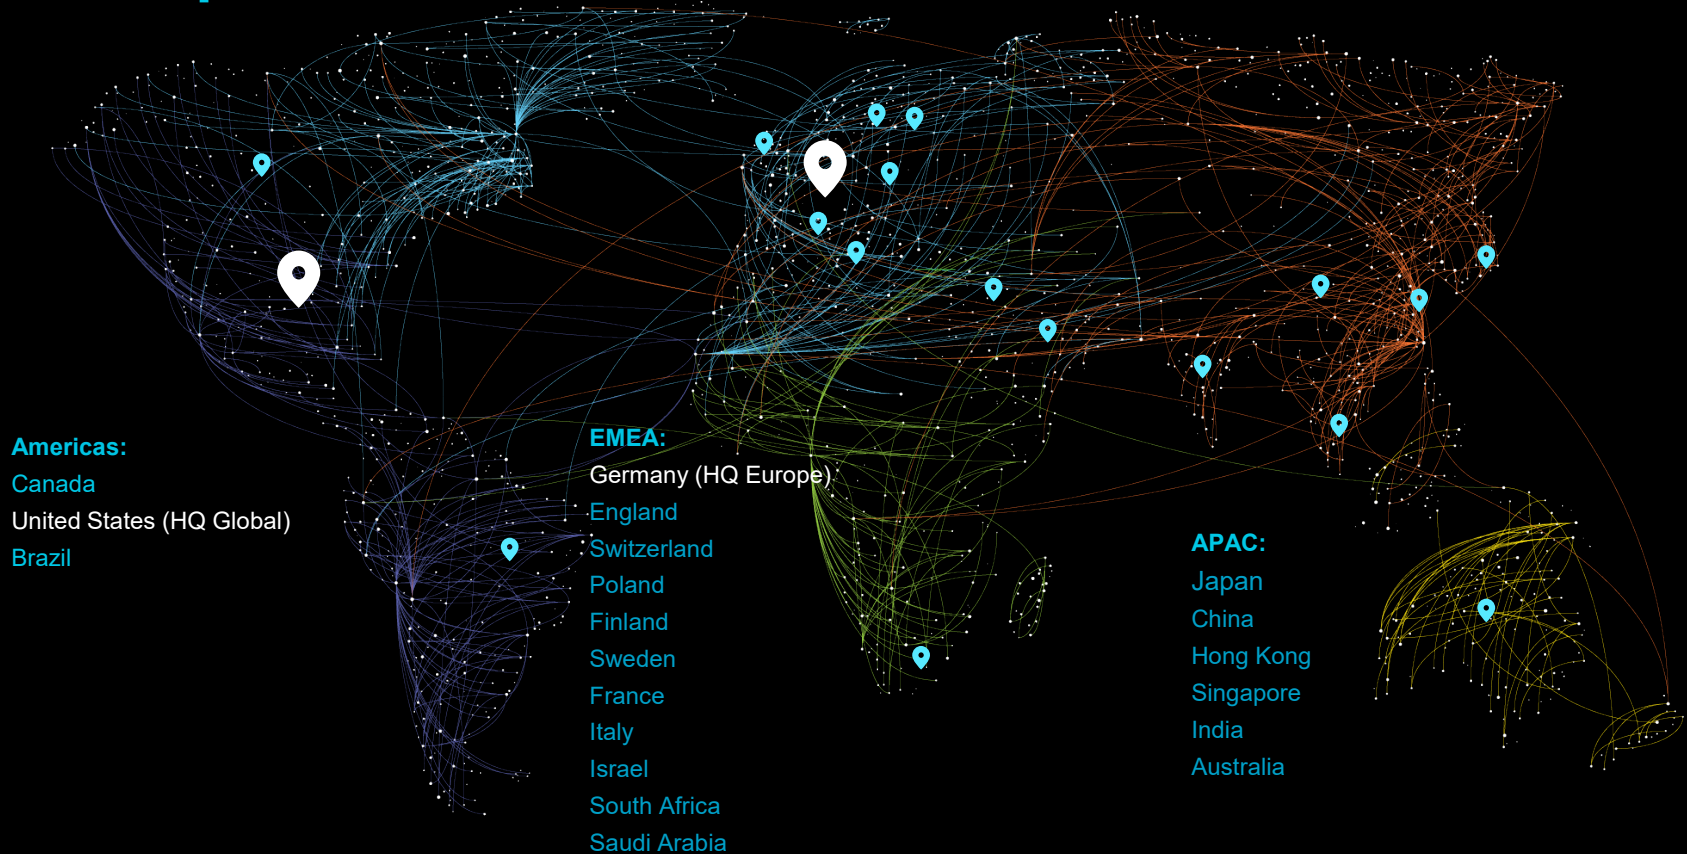 Americas:
Canada
United States (HQ Global)
Brazil
EMEA:
Germany (HQ Europe)
England
Switzerland
Poland
Finland
Sweden
France
Italy
Israel
South Africa
Saudi Arabia
APAC:
Japan
China
Hong Kong
Singapore
India
Australia